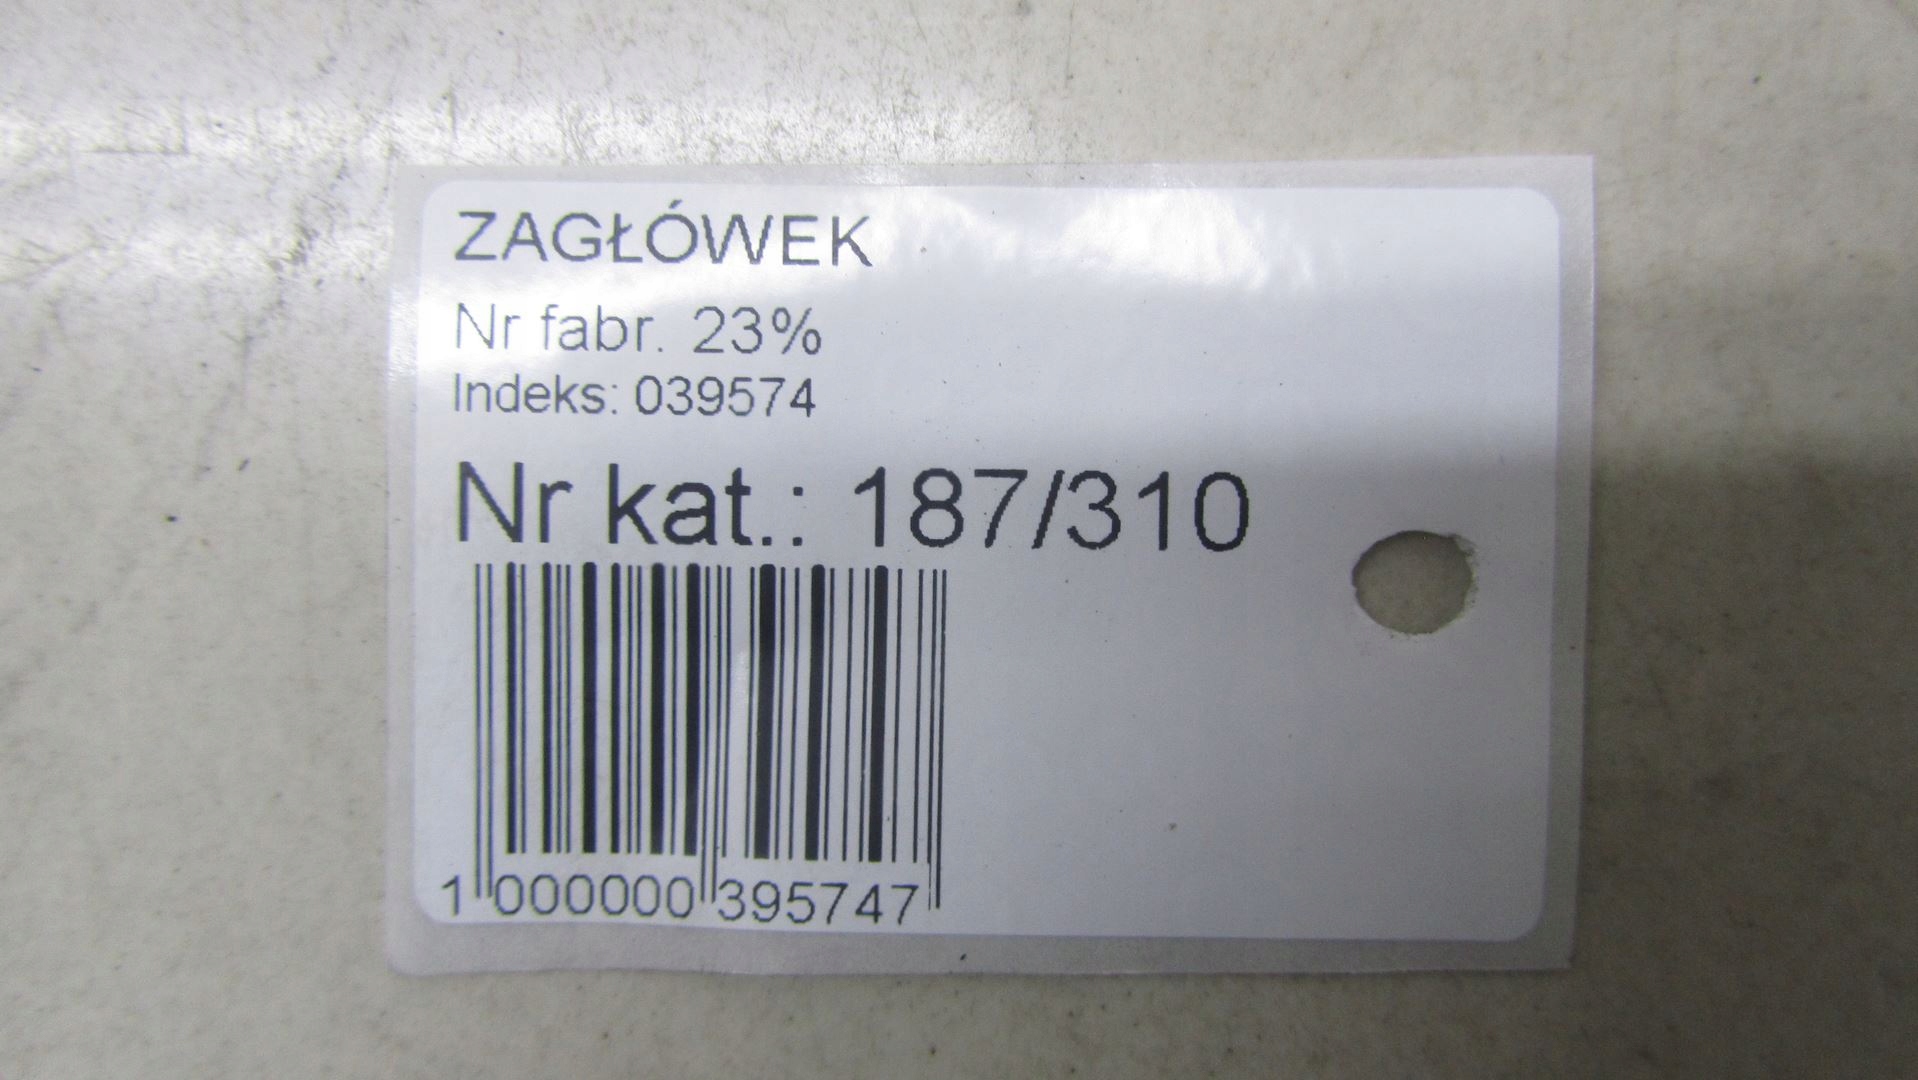 ZAGŁÓWEK
Nr fabr. 23%
Indeks: 039574
Nr kat.: 187/310
1 000000 395747